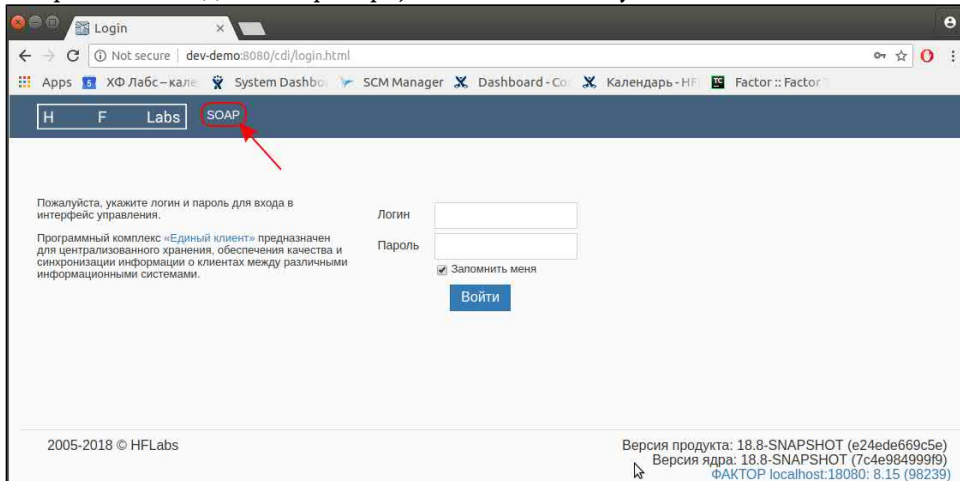 Login
Not secure | dev-demo:8080/cdi/login.html
Apps ХФ Лабс – кале System Dashbo SCM Manager Dashboard - Co Календарь - HF Factor :: Factor
H F Labs SOAP
Пожалуйста, укажите логин и пароль для входа в
интерфейс управления.
Программный комплекс «Единый клиент» предназначен
для централизованного хранения, обеспечения качества и
синхронизации информации о клиентах между различными
информационными системами.
Логин
Пароль
Запомнить меня
Войти
2005-2018 © HFLabs
Версия продукта: 18.8-SNAPSHOT (e24ede669c5e)
Версия ядра: 18.8-SNAPSHOT (7c4e984999f9)
ФАКТОР localhost:18080: 8.15 (98239)